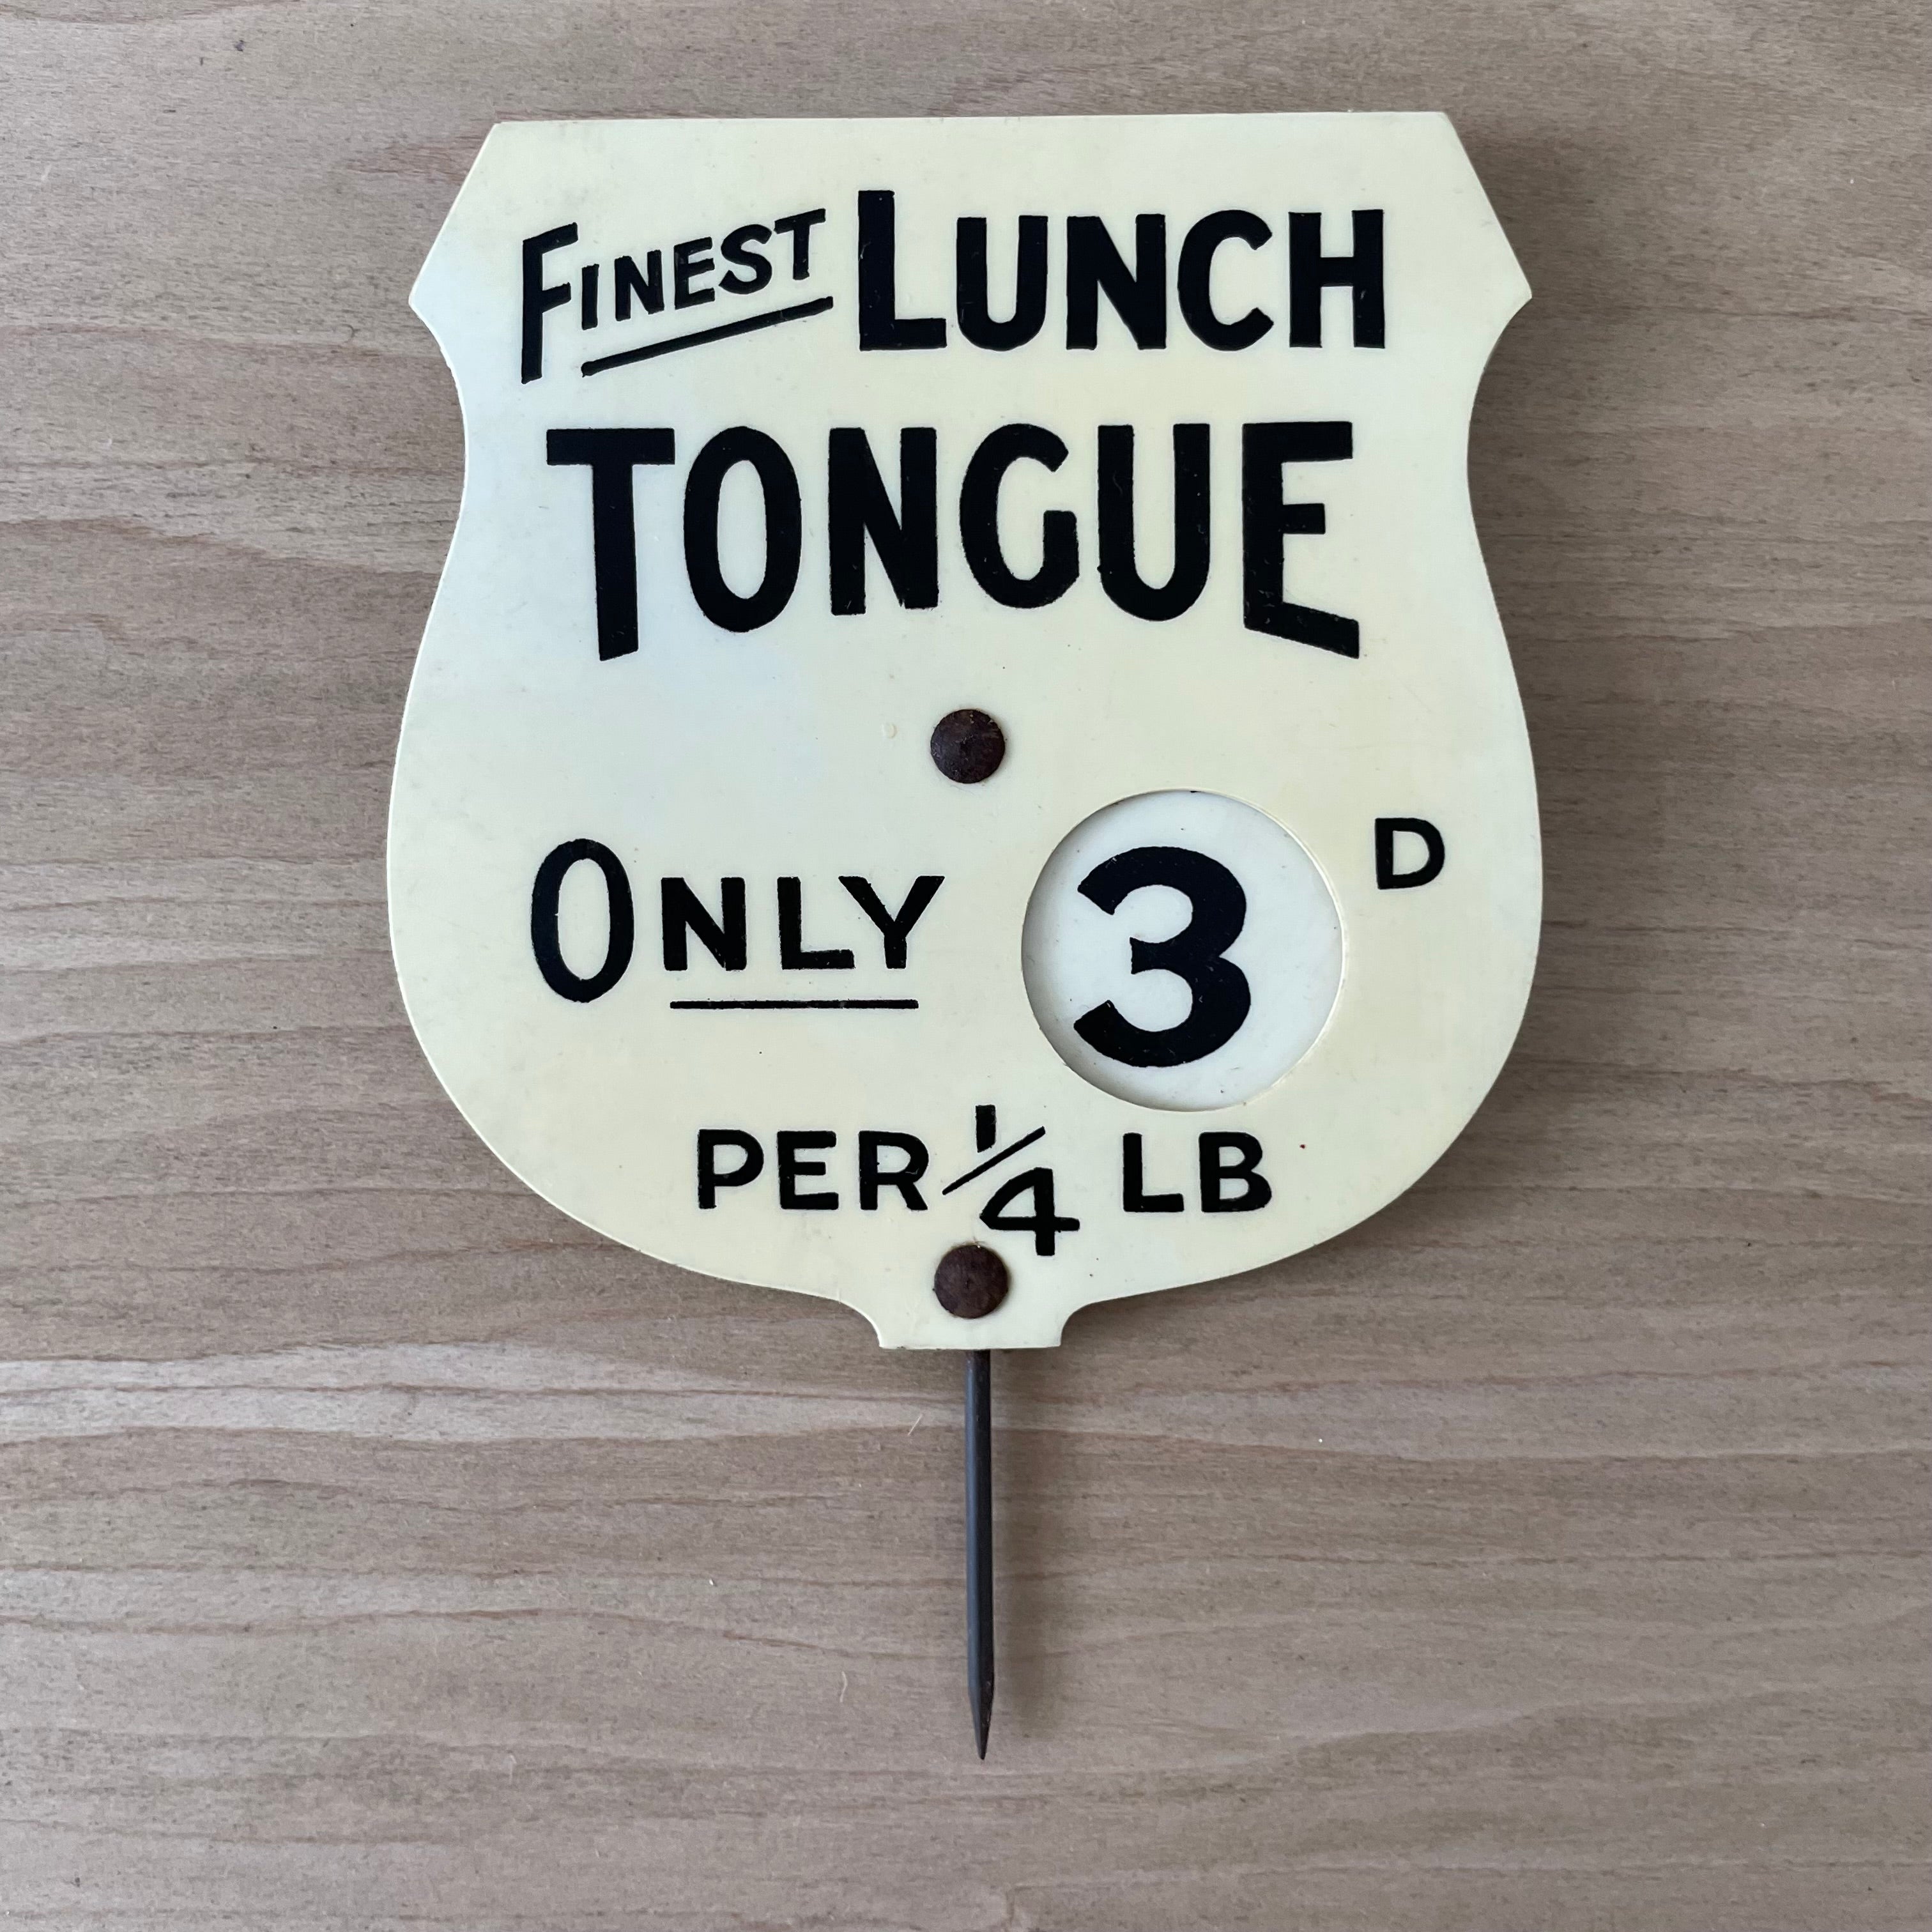 FINEST LUNCH
TONGUE
ONLY 3 D
PER 1/4 LB